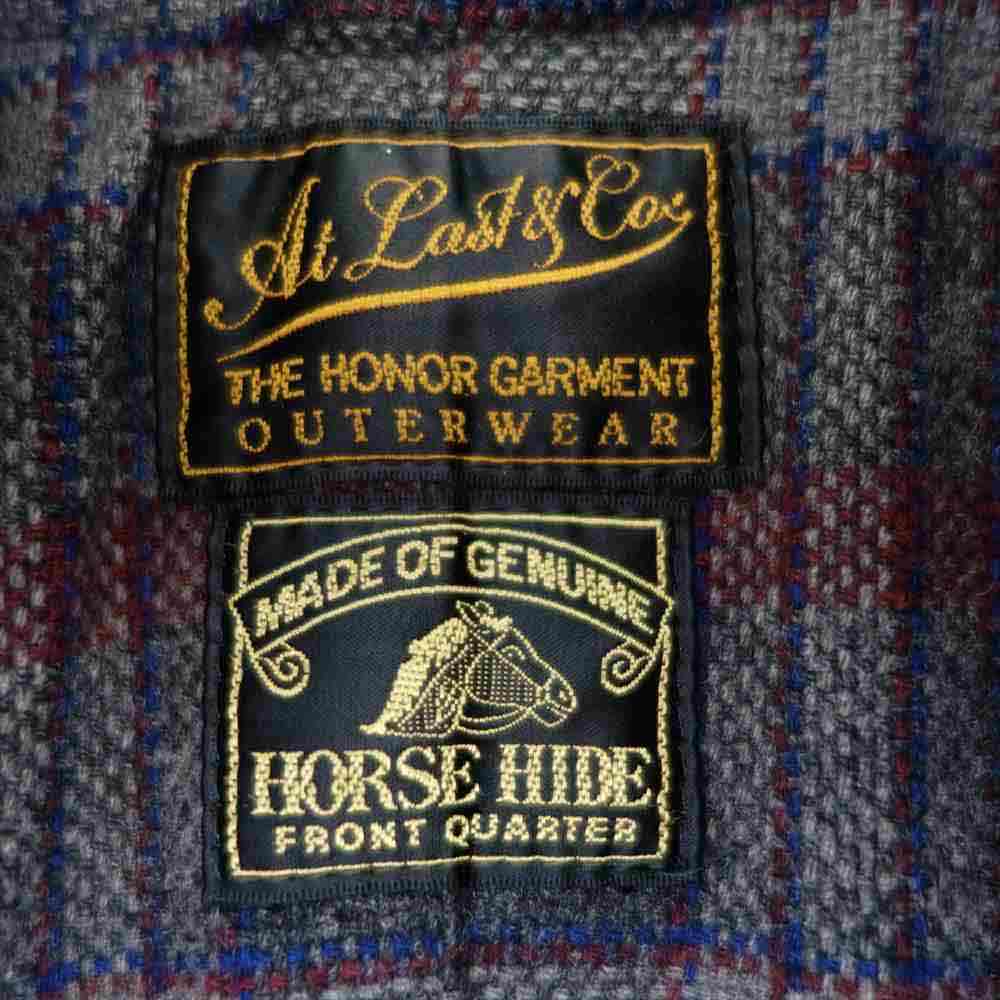 At Last & Co.
THE HONOR GARMENT
OUTERWEAR
MADE OF GENUINE
HORSE HIDE
FRONT QUARTER